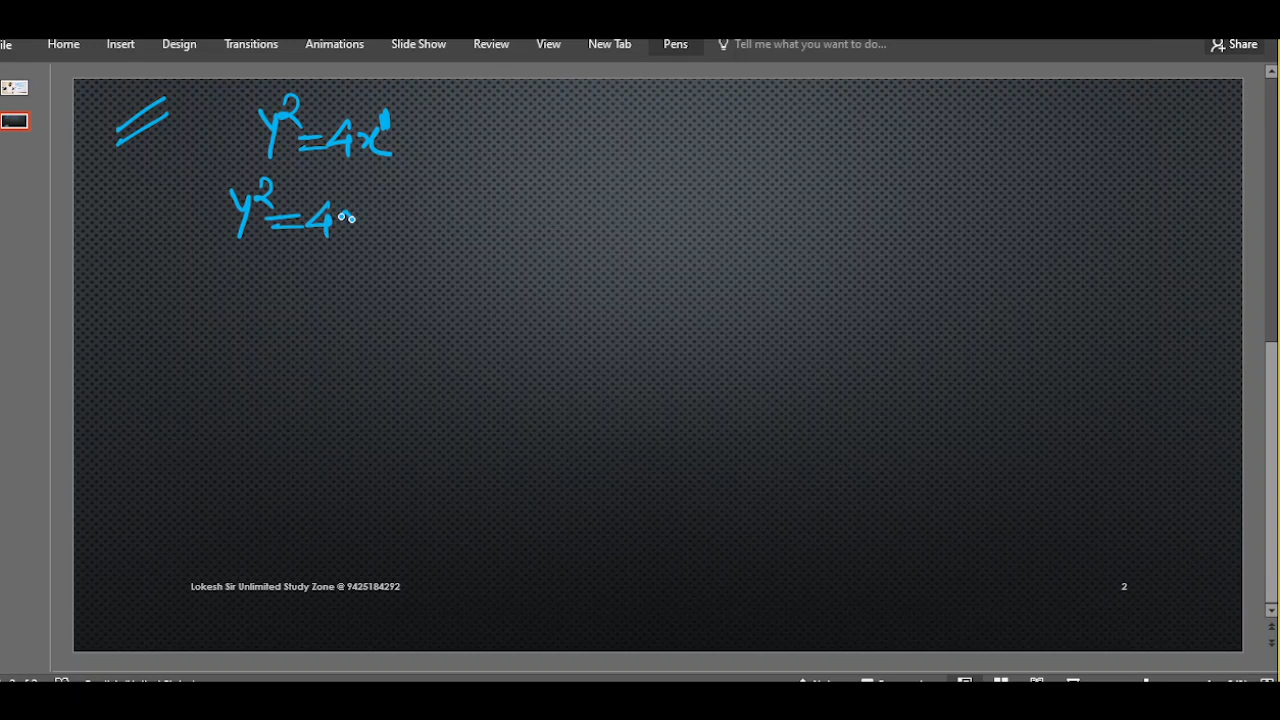 ile Home Insert Design Transitions Animations Slide Show Review View New Tab Pens Tell me what you want to do... Share
y²=4x
y²=4
Lokesh Sir Unlimited Study Zone @ 9425184292
2